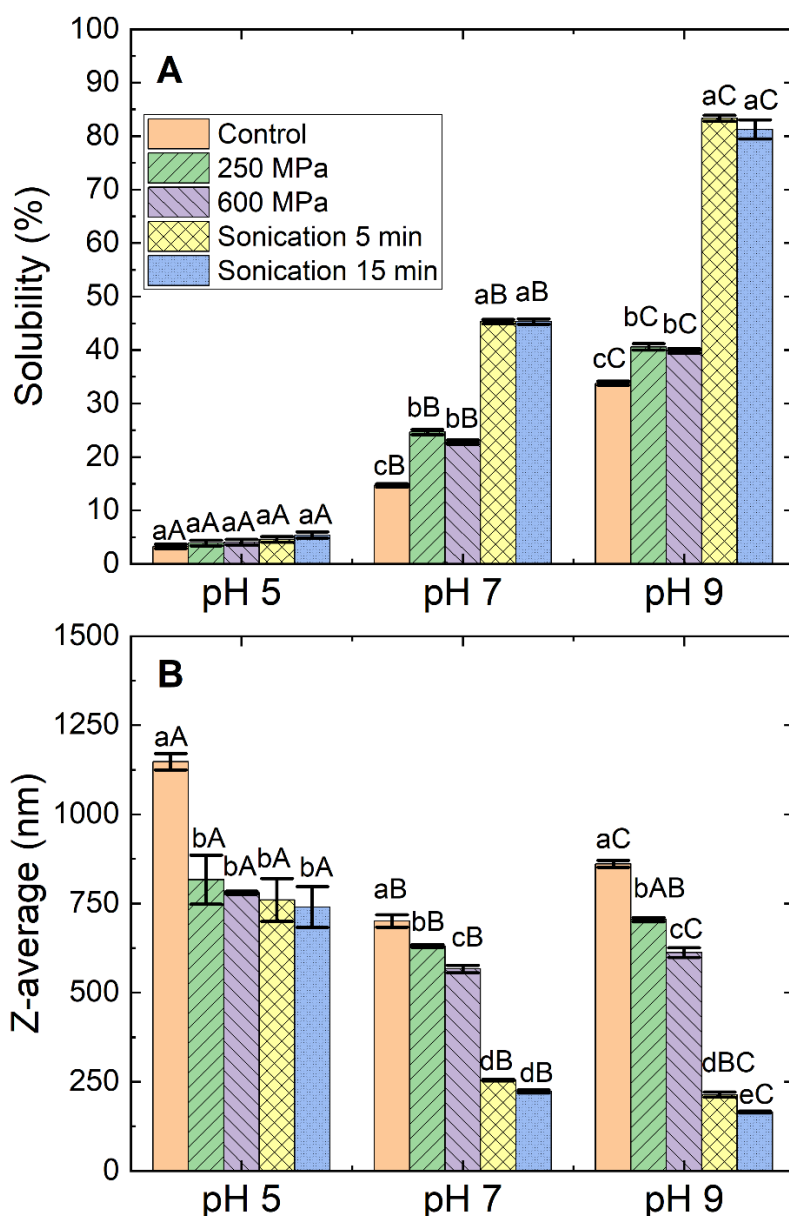 100
90
80
70
60
50
40
30
20
10
0
Solubility (%)
A
Control
250 MPa
600 MPa
Sonication 5 min
Sonication 15 min
aA aA aA aA aA
cB bB bB aB aB
cC bC bC aC aC
pH 5 pH 7 pH 9
1500
1250
1000
750
500
250
0
Z-average (nm)
B
aA bA bA bA bA
aB bB cB dB dB
aC bAB cC dBC eC
pH 5 pH 7 pH 9